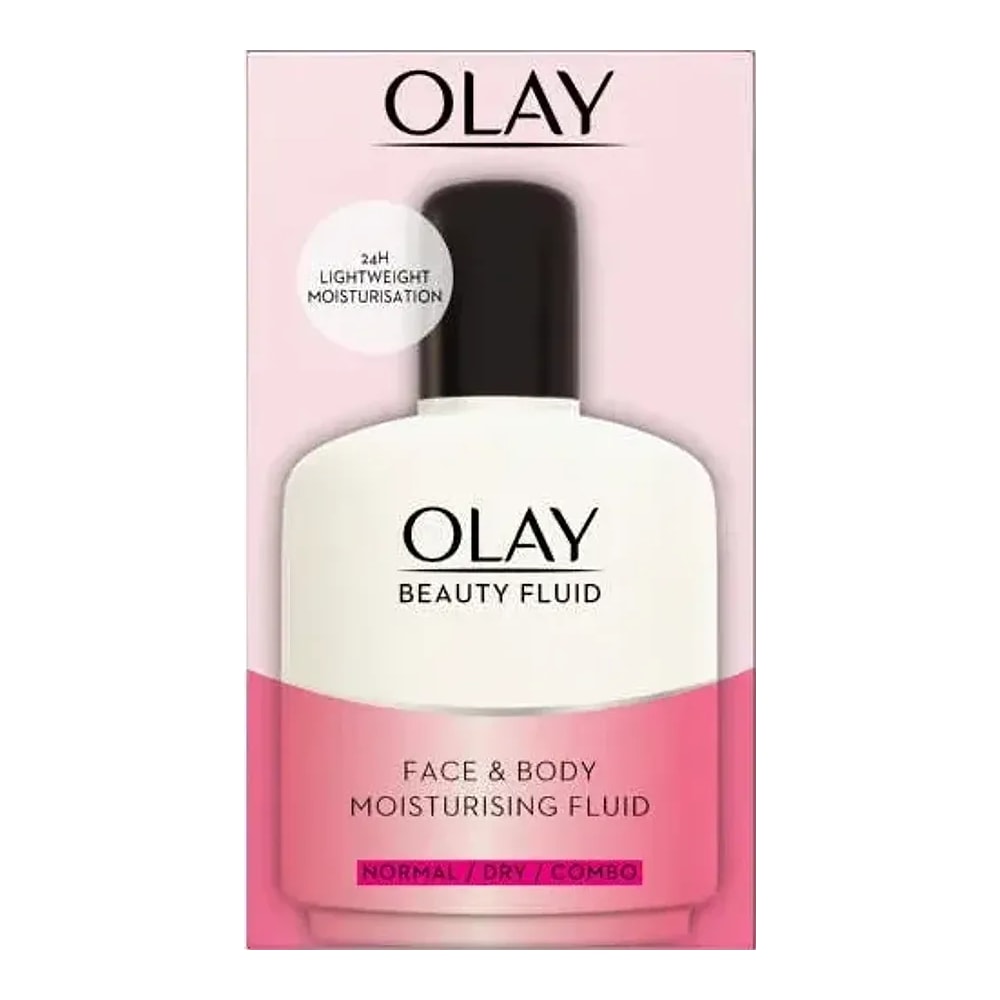 OLAY
24H
LIGHTWEIGHT
MOISTURISATION
OLAY
BEAUTY FLUID
FACE & BODY
MOISTURISING FLUID
NORMAL / DRY / COMBO